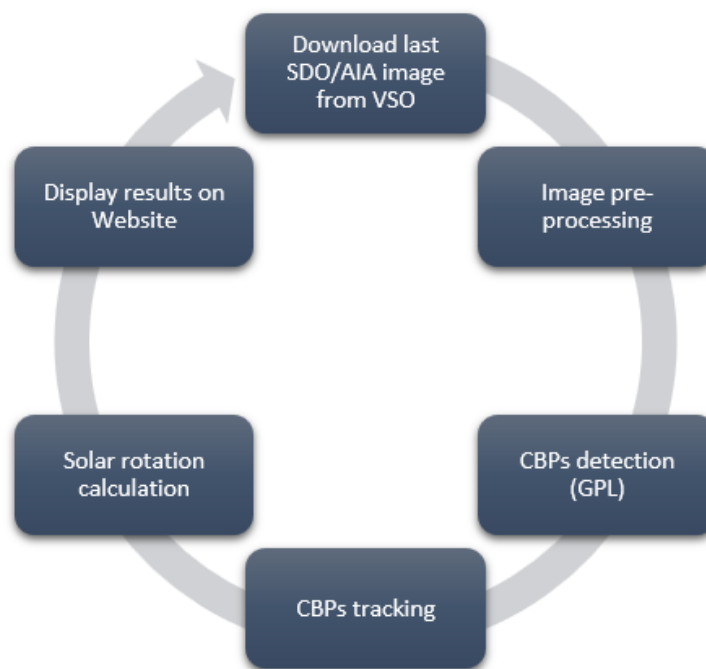 Download last
SDO/AIA image
from VSO
Image pre-
processing
CBPs detection
(GPL)
CBPs tracking
Solar rotation
calculation
Display results on
Website